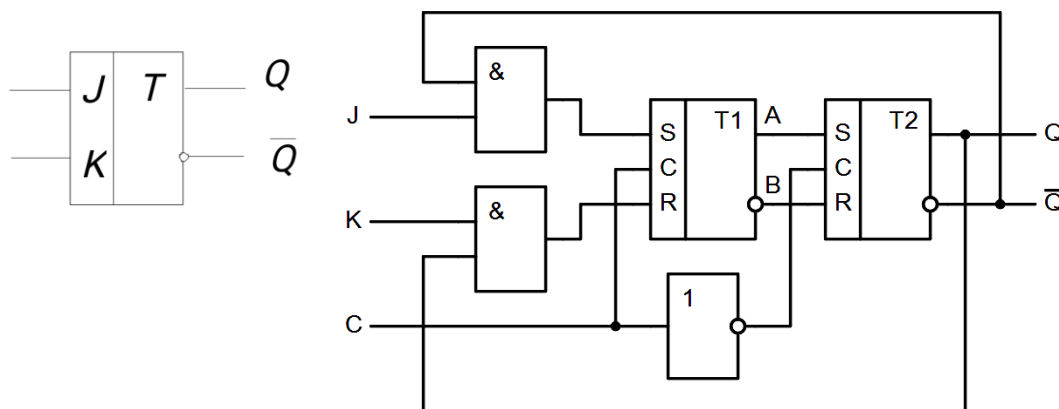 J T Q
K Q̅
&
J
S T1 A S T2 Q
C C
B
K & R R Q̅
1
C